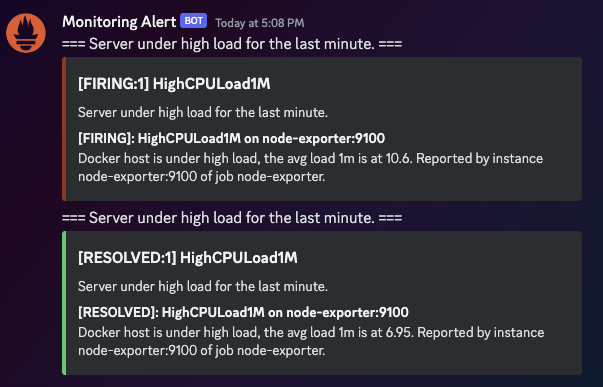 Monitoring Alert BOT Today at 5:08 PM
=== Server under high load for the last minute. ===
[FIRING:1] HighCPULoad1M
Server under high load for the last minute.
[FIRING]: HighCPULoad1M on node-exporter:9100
Docker host is under high load, the avg load 1m is at 10.6. Reported by instance
node-exporter:9100 of job node-exporter.
=== Server under high load for the last minute. ===
[RESOLVED:1] HighCPULoad1M
Server under high load for the last minute.
[RESOLVED]: HighCPULoad1M on node-exporter:9100
Docker host is under high load, the avg load 1m is at 6.95. Reported by instance
node-exporter:9100 of job node-exporter.